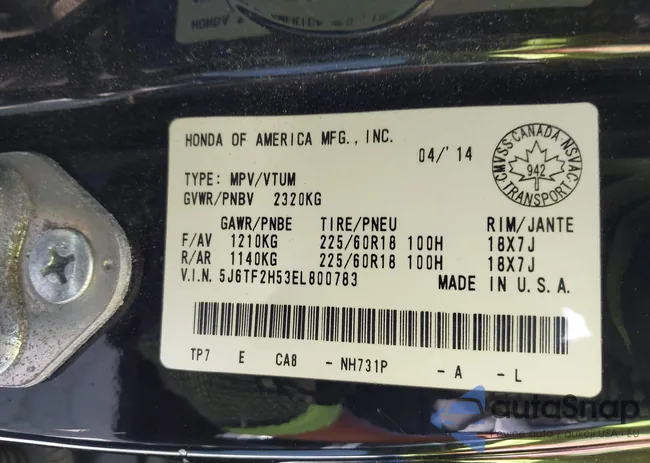 HONDA OF AMERICA MFG., INC.
04/'14
TYPE: MPV/VTUM
GVWR/PNBV 2320KG
GAWR/PNBE TIRE/PNEU RIM/JANTE
F/AV 1210KG 225/60R18 100H 18X7J
R/AR 1140KG 225/60R18 100H 18X7J
V.I.N. 5J6TF2H53EL800783 MADE IN U.S.A.
TP7 E CA8 - NH731P - A - L
CMVSS CANADA NSVAC
942
TRANSPORT
autoSnap